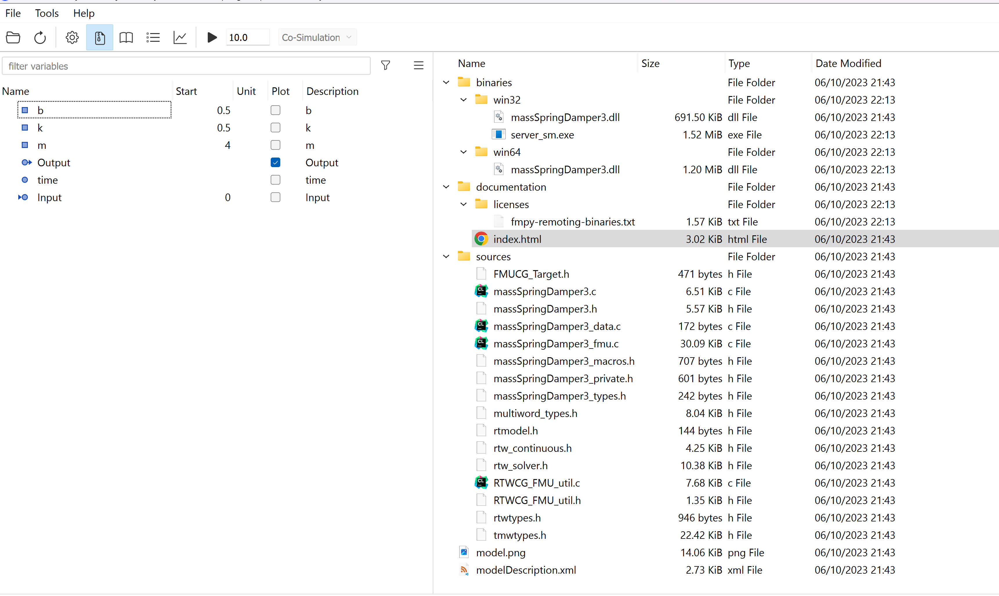 File Tools Help
10.0 Co-Simulation
filter variables
Name Start Unit Plot Description
b 0.5 b
k 0.5 k
m 4 m
Output Output
time time
Input 0 Input
Name Size Type Date Modified
binaries File Folder 06/10/2023 21:43
win32 File Folder 06/10/2023 22:13
massSpringDamper3.dll 691.50 KiB dll File 06/10/2023 21:43
server_sm.exe 1.52 MiB exe File 06/10/2023 22:13
win64 File Folder 06/10/2023 22:13
massSpringDamper3.dll 1.20 MiB dll File 06/10/2023 22:13
documentation File Folder 06/10/2023 21:43
licenses File Folder 06/10/2023 22:13
fmpy-remoting-binaries.txt 1.57 KiB txt File 06/10/2023 22:13
index.html 3.02 KiB html File 06/10/2023 21:43
sources File Folder 06/10/2023 21:43
FMUCG_Target.h 471 bytes h File 06/10/2023 21:43
CL massSpringDamper3.c 6.51 KiB c File 06/10/2023 21:43
massSpringDamper3.h 5.57 KiB h File 06/10/2023 21:43
CL massSpringDamper3_data.c 172 bytes c File 06/10/2023 21:43
CL massSpringDamper3_fmu.c 30.09 KiB c File 06/10/2023 21:43
massSpringDamper3_macros.h 707 bytes h File 06/10/2023 21:43
massSpringDamper3_private.h 601 bytes h File 06/10/2023 21:43
massSpringDamper3_types.h 242 bytes h File 06/10/2023 21:43
multiword_types.h 8.04 KiB h File 06/10/2023 21:43
rtmodel.h 144 bytes h File 06/10/2023 21:43
rtw_continuous.h 4.25 KiB h File 06/10/2023 21:43
rtw_solver.h 10.38 KiB h File 06/10/2023 21:43
CL RTWCG_FMU_util.c 7.68 KiB c File 06/10/2023 21:43
RTWCG_FMU_util.h 1.35 KiB h File 06/10/2023 21:43
rtwtypes.h 946 bytes h File 06/10/2023 21:43
tmwtypes.h 22.42 KiB h File 06/10/2023 21:43
model.png 14.06 KiB png File 06/10/2023 21:43
modelDescription.xml 2.73 KiB xml File 06/10/2023 21:43